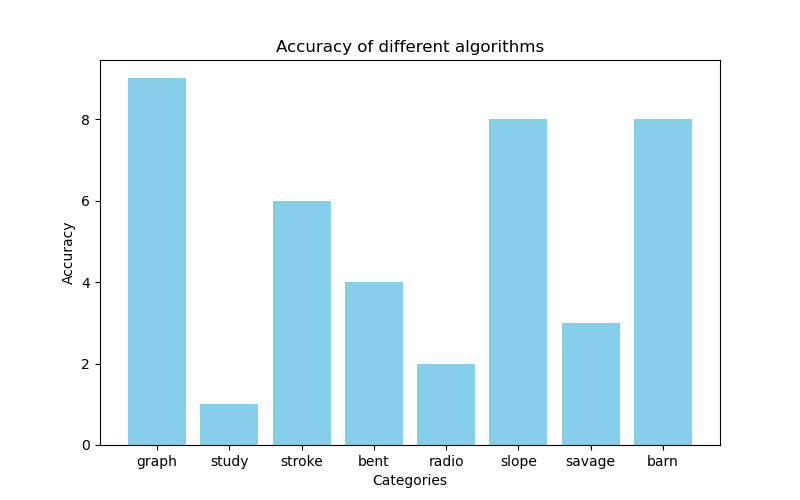 Accuracy of different algorithms
Accuracy
8
6
4
2
0
graph study stroke bent radio slope savage barn
Categories